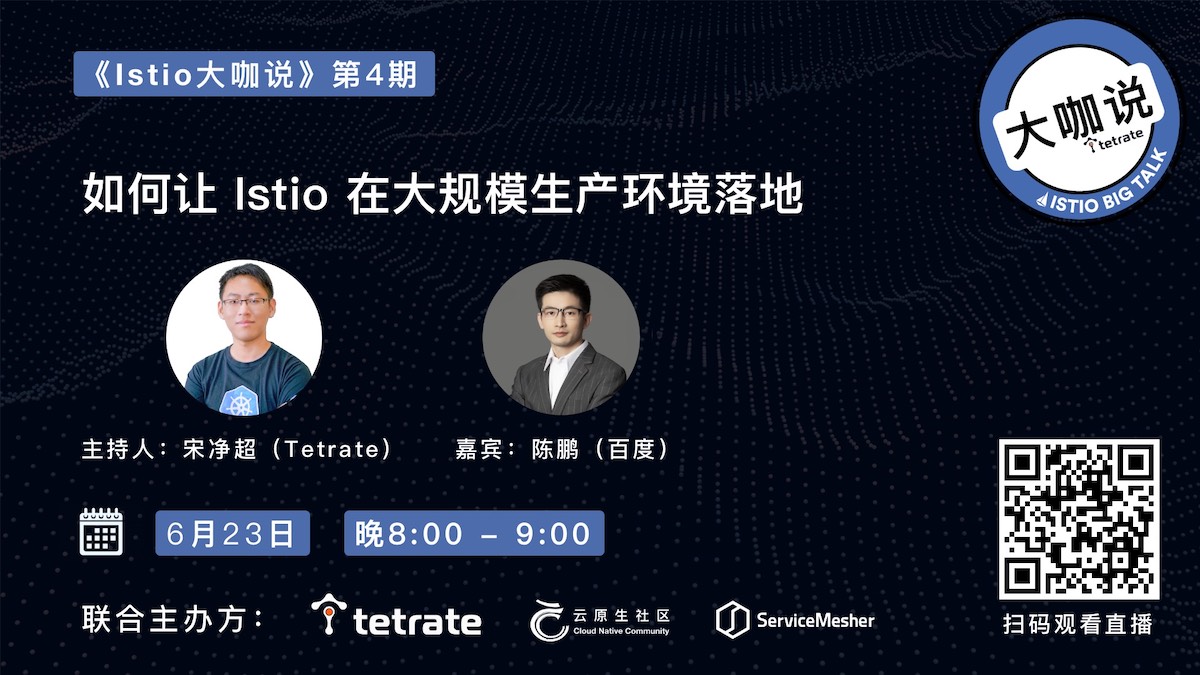 《Istio大咖说》第4期
大咖说
tetrate
ISTIO BIG TALK
如何让 Istio 在大规模生产环境落地
主持人：宋净超（Tetrate）
嘉宾：陈鹏（百度）
6月23日
晚8:00 – 9:00
联合主办方：
tetrate
云原生社区
Cloud Native Community
ServiceMesher
扫码观看直播